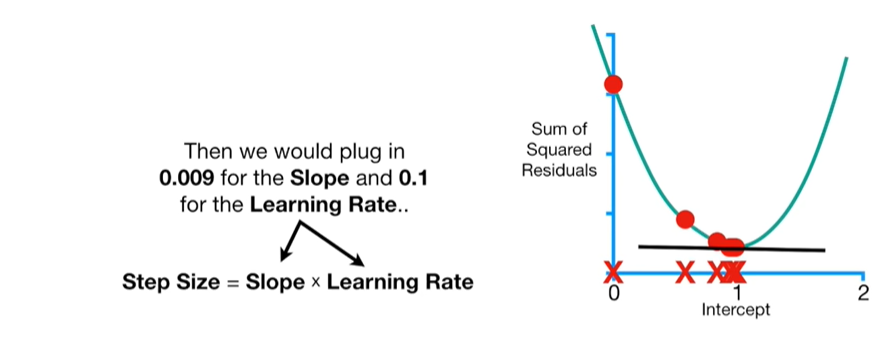 Then we would plug in
0.009 for the Slope and 0.1
for the Learning Rate..
Step Size = Slope × Learning Rate
Sum of
Squared
Residuals
X X X X X
0 1 2
Intercept